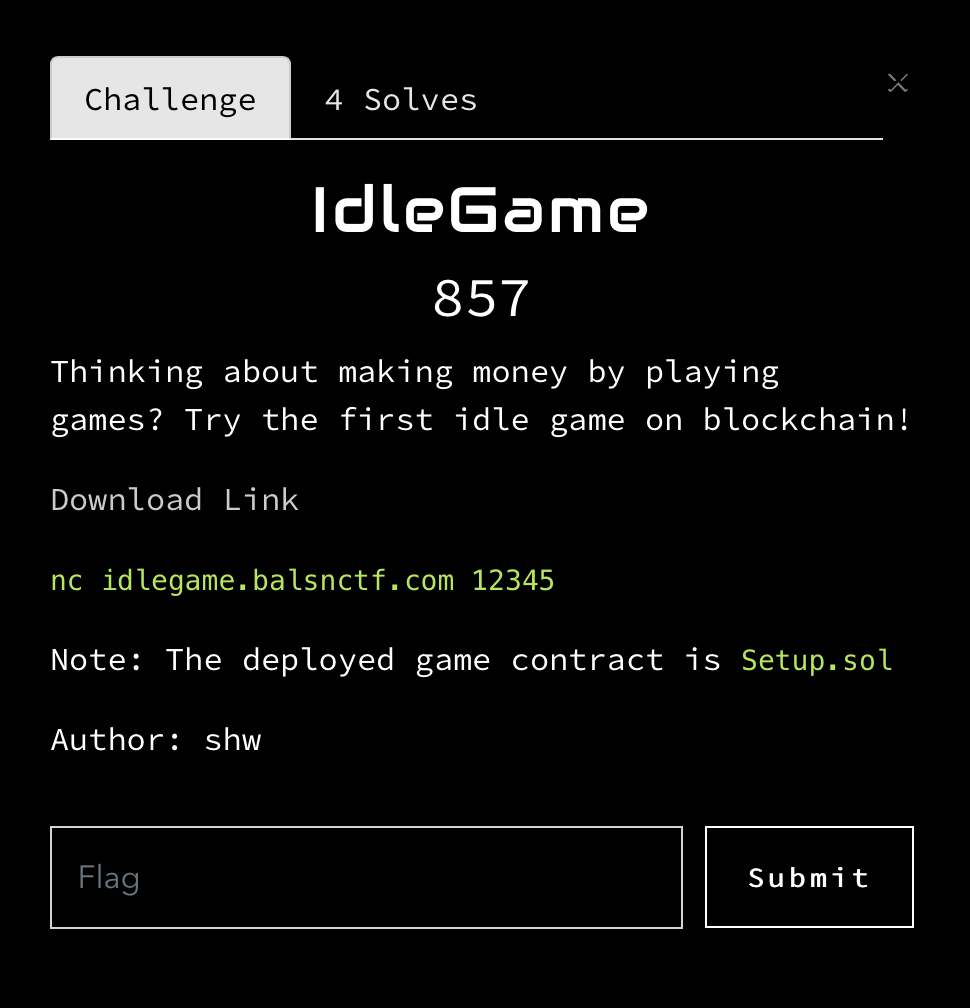 Challenge
4 Solves
IdleGame
857
Thinking about making money by playing
games? Try the first idle game on blockchain!
Download Link
nc idlegame.balsnctf.com 12345
Note: The deployed game contract is Setup.sol
Author: shw
Flag
Submit